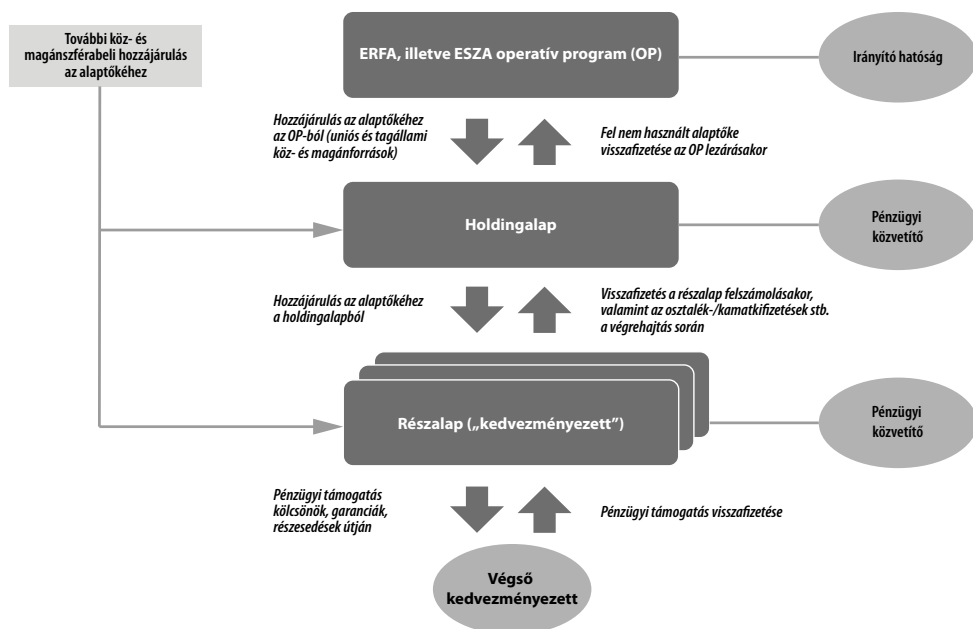 További köz- és
magánszférabeli hozzájárulás
az alaptőkéhez
ERFA, illetve ESZA operatív program (OP)
Irányító hatóság
Hozzájárulás az alaptőkéhez
az OP-ból (uniós és tagállami
köz- és magánforrások)
Fel nem használt alaptőke
visszafizetése az OP lezárásakor
Holdingalap
Pénzügyi
közvetítő
Hozzájárulás az alaptőkéhez
a holdingalapból
Visszafizetés a részalap felszámolásakor,
valamint az osztalék-/kamatkifizetések stb.
a végrehajtás során
Részalap („kedvezményezett”)
Pénzügyi
közvetítő
Pénzügyi támogatás
kölcsönök, garanciák,
részesedések útján
Pénzügyi támogatás visszafizetése
Végső
kedvezményezett